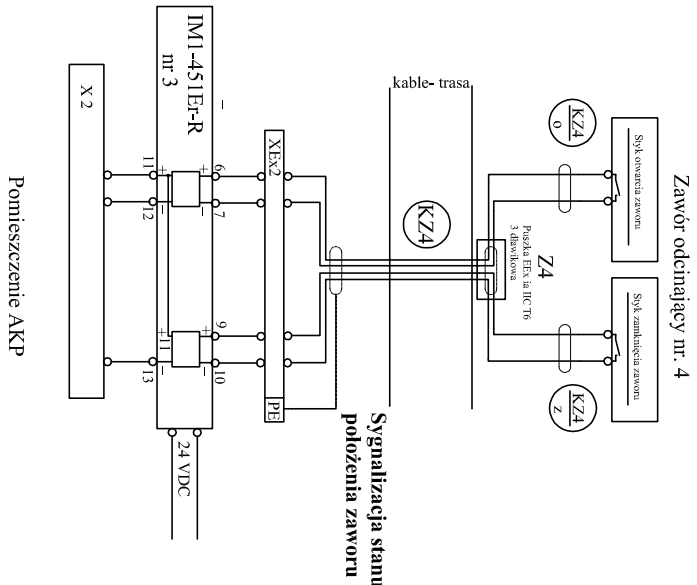 Zawór odcinający nr. 4
Styk otwarcia zaworu
Styk zamknięcia zaworu
KZ4
o
KZ4
z
Z4
Puszka EEx ia IIC T6
3 dławikowa
kable- trasa
KZ4
Sygnalizacja stanu
położenia zaworu
XEx2
PE
IM1-451Er-R
nr 3
6
7
9
10
+
−
+
−
+
−
+11
−
−
11
12
13
24 VDC
X 2
Pomieszczenie AKP